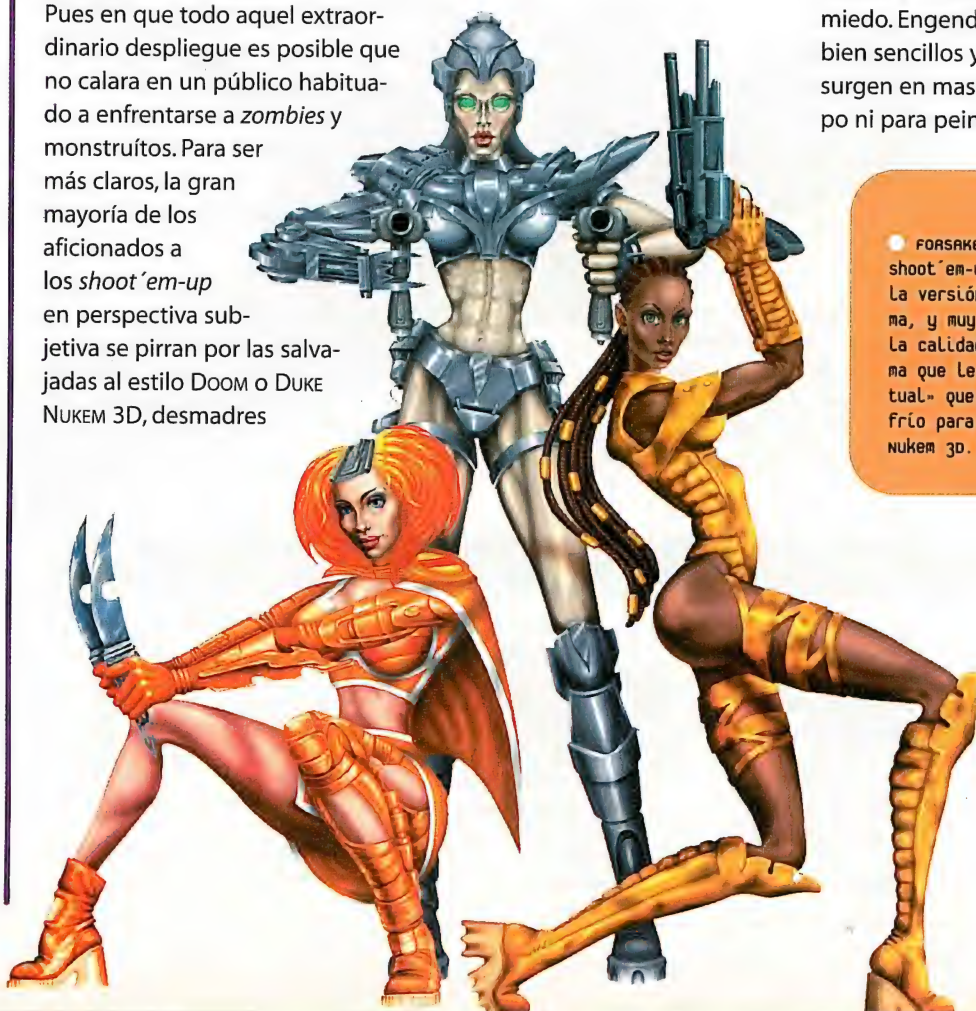 Pues en que todo aquel extraor-
dinario despliegue es posible que
no calara en un público habitua-
do a enfrentarse a zombies y
monstruítos. Para ser
más claros, la gran
mayoría de los
aficionados a
los shoot´em-up
en perspectiva sub-
jetiva se pirran por las salva-
jadas al estilo DOOM o DUKE
NUKEM 3D, desmadres
miedo. Engend
bien sencillos y
surgen en mas
po ni para pein
FORSAKE
shoot´em-u
La versión
ma, y muy
La calidad
ma que le
tual» que
frío para
Nukem 3D.